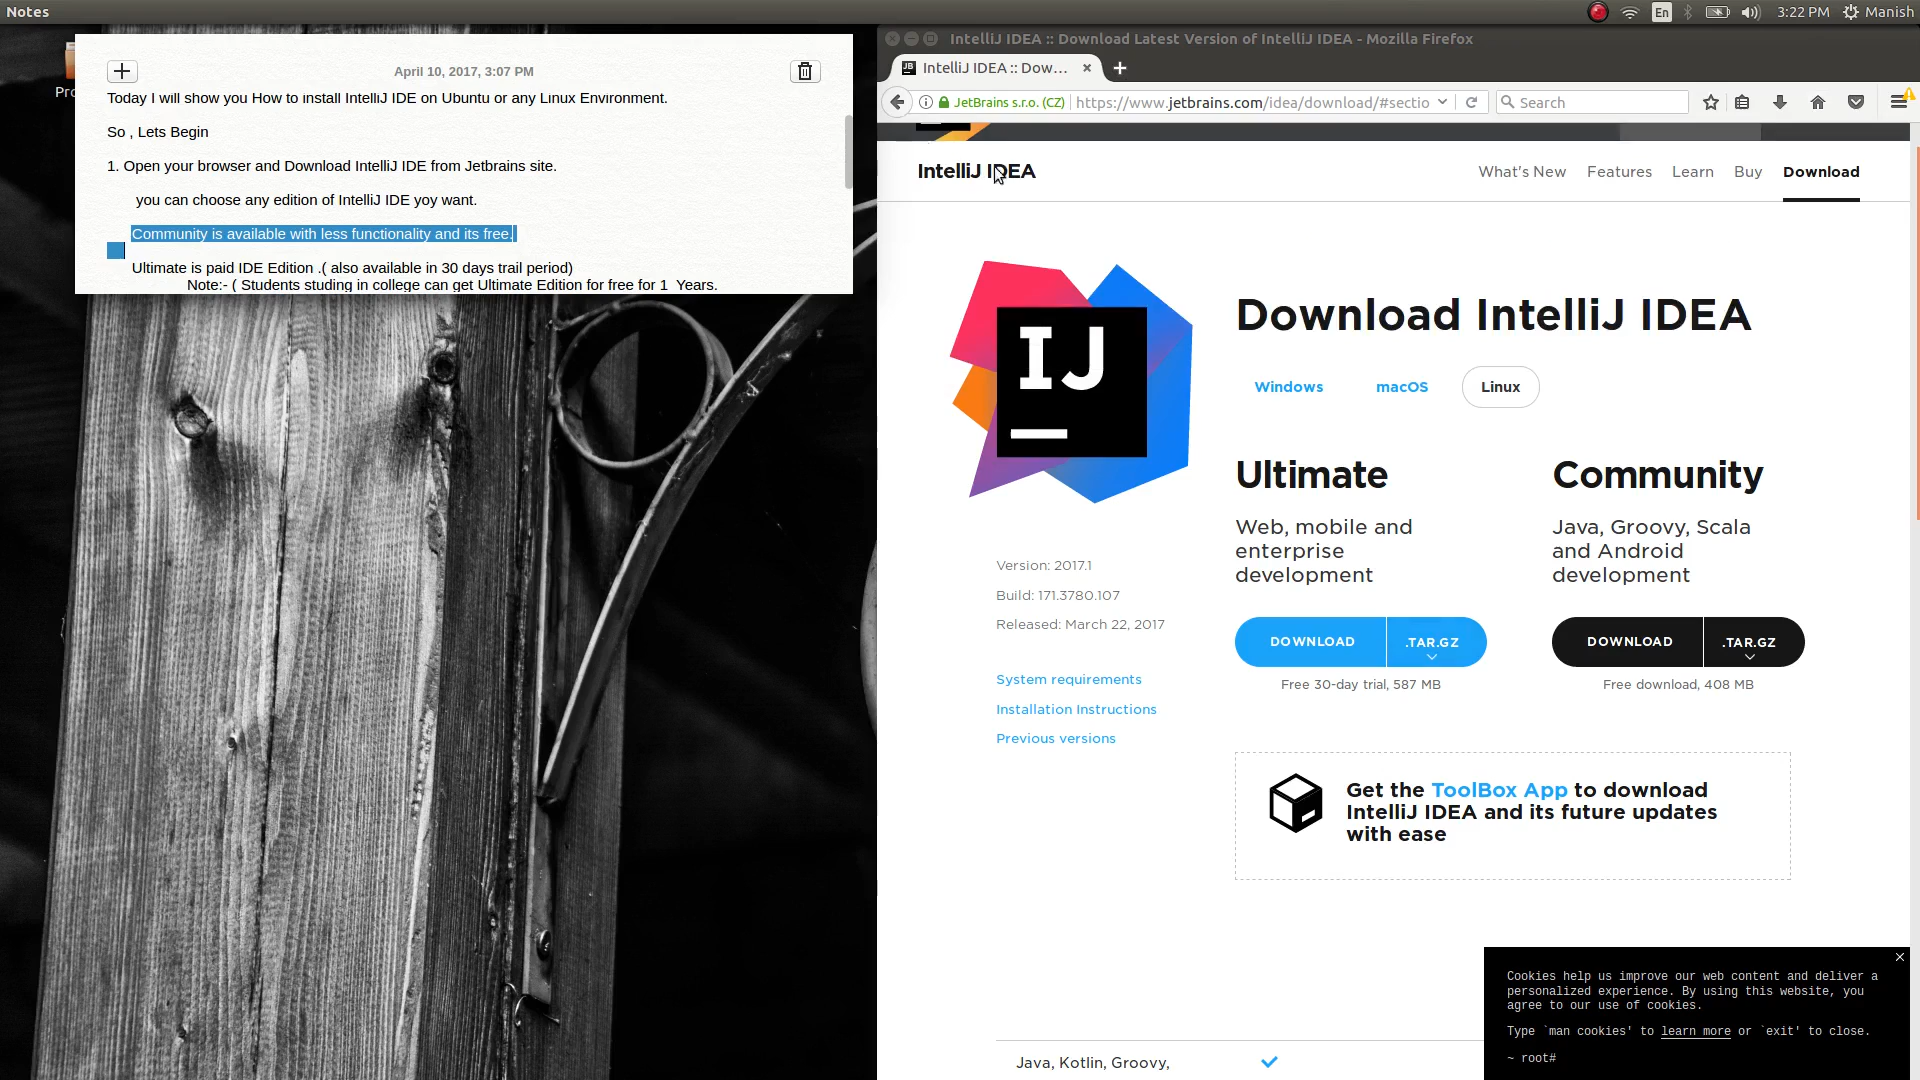 Notes
En
3:22 PM
Manish
Pro
April 10, 2017, 3:07 PM
Today I will show you How to install IntelliJ IDE on Ubuntu or any Linux Environment.
So , Lets Begin
1. Open your browser and Download IntelliJ IDE from Jetbrains site.
you can choose any edition of IntelliJ IDE yoy want.
Community is available with less functionality and its free.
Ultimate is paid IDE Edition .( also available in 30 days trail period)
Note:- ( Students studing in college can get Ultimate Edition for free for 1 Years.
IntelliJ IDEA :: Download Latest Version of IntelliJ IDEA - Mozilla Firefox
JB
IntelliJ IDEA :: Dow...
JetBrains s.r.o. (CZ)
https://www.jetbrains.com/idea/download/#sectio
Search
IntelliJ IDEA
What's New
Features
Learn
Buy
Download
IJ
Download IntelliJ IDEA
Windows
macOS
Linux
Ultimate
Web, mobile and
enterprise
development
DOWNLOAD
.TAR.GZ
Free 30-day trial, 587 MB
Community
Java, Groovy, Scala
and Android
development
DOWNLOAD
.TAR.GZ
Free download, 408 MB
Version: 2017.1
Build: 171.3780.107
Released: March 22, 2017
System requirements
Installation Instructions
Previous versions
Get the ToolBox App to download
IntelliJ IDEA and its future updates
with ease
Java, Kotlin, Groovy,
Cookies help us improve our web content and deliver a
personalized experience. By using this website, you
agree to our use of cookies.
Type `man cookies' to learn more or `exit' to close.
~ root#